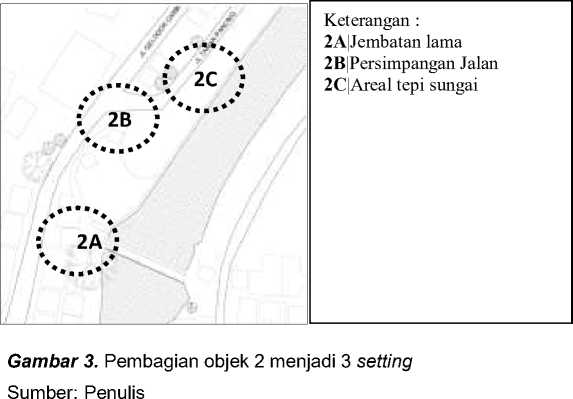 2C
2B
2A
Keterangan :
2A|Jembatan lama
2B|Persimpangan Jalan
2C|Areal tepi sungai
Gambar 3. Pembagian objek 2 menjadi 3 setting
Sumber: Penulis